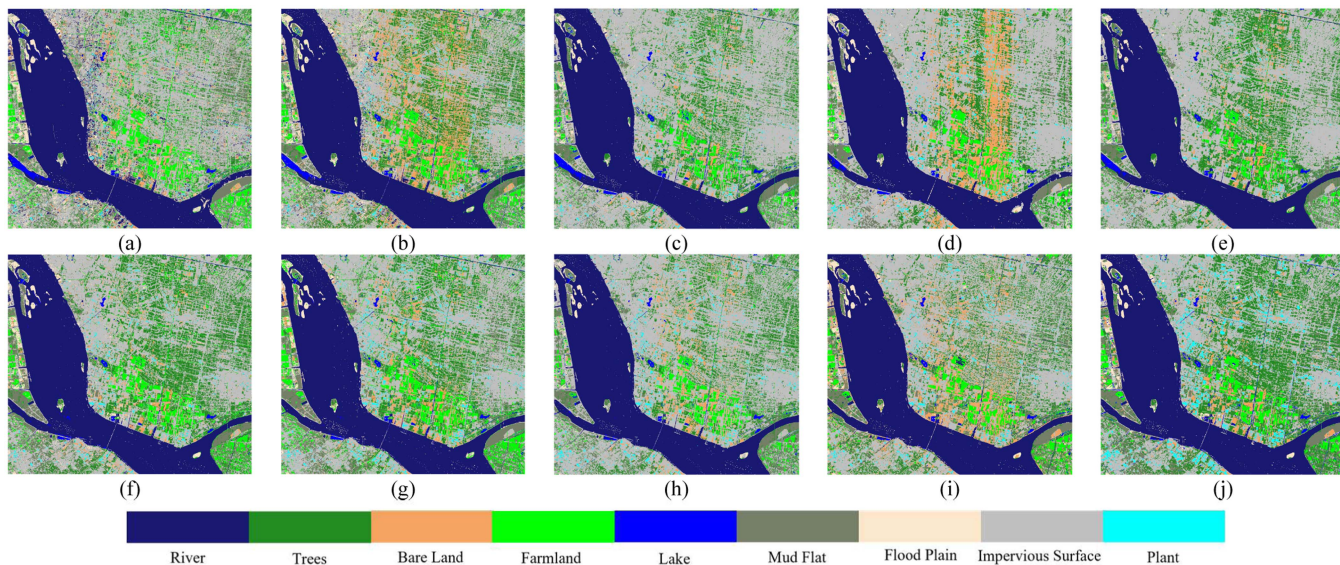 (a) (b) (c) (d) (e)
(f) (g) (h) (i) (j)
River Trees Bare Land Farmland Lake Mud Flat Flood Plain Impervious Surface Plant